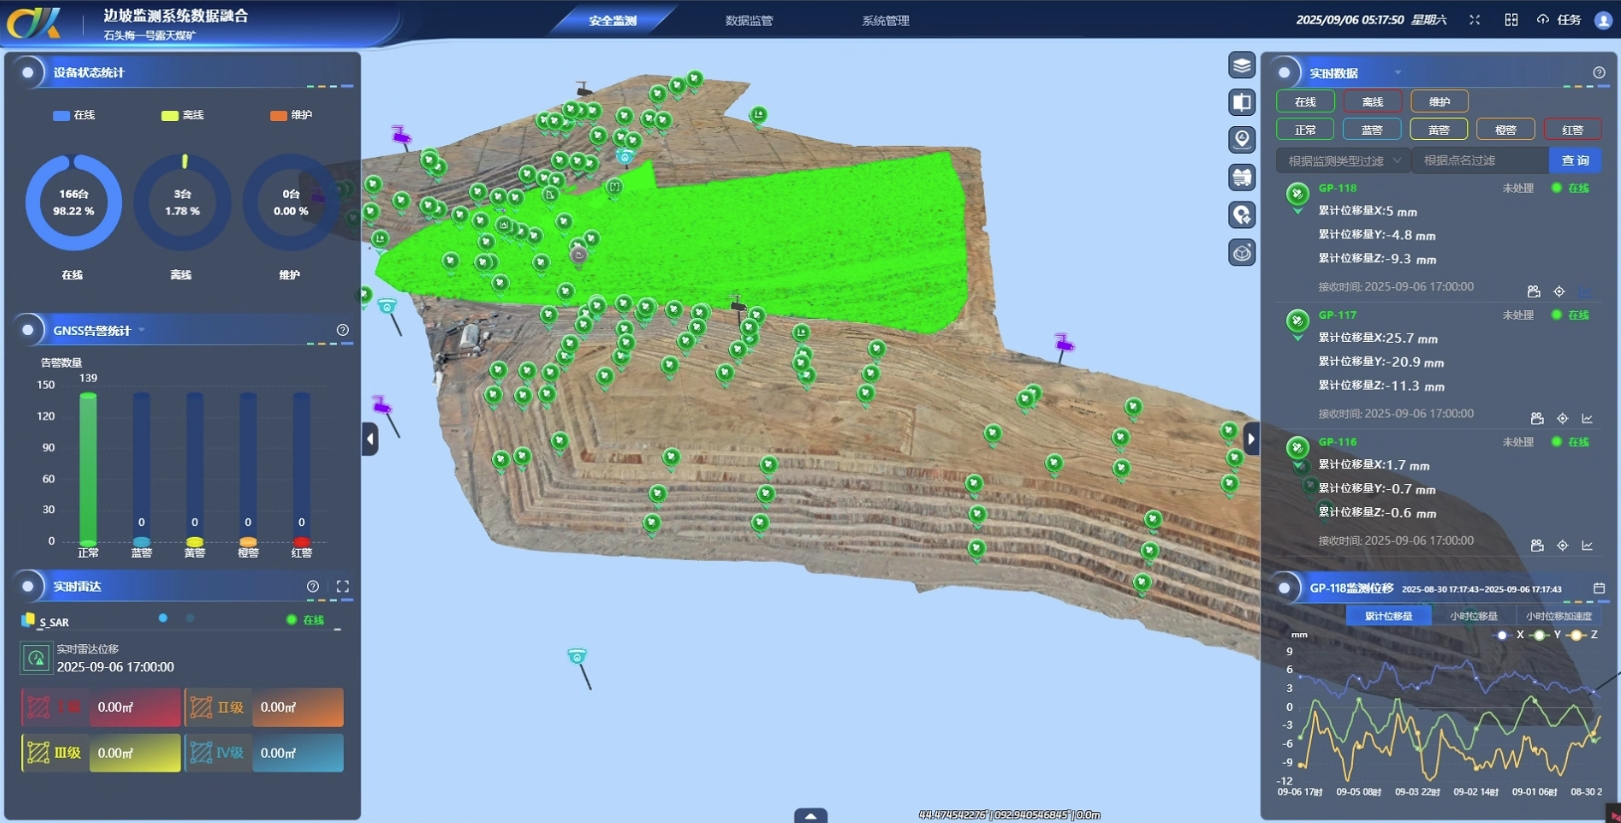 边坡监测系统数据融合
石头梅一号露天煤矿
安全监测
数据监管
系统管理
2025/09/06 05:17:50 星期六
任务
设备状态统计
在线
离线
维护
166台
98.22 %
3台
1.78 %
0台
0.00 %
在线
离线
维护
GNSS告警统计
告警数量
150
139
120
90
60
30
0
0
0
0
0
正常
蓝警
黄警
橙警
红警
实时雷达
S_SAR
在线
实时雷达位移
2025-09-06 17:00:00
I级
0.00㎡
II级
0.00㎡
III级
0.00㎡
IV级
0.00㎡
44.474542276°|092.940546845°|0.0m
实时数据
在线
离线
维护
正常
蓝警
黄警
橙警
红警
根据监测类型过滤
根据点名过滤
查 询
GP-118
未处理
在线
累计位移量X:5 mm
累计位移量Y:-4.8 mm
累计位移量Z:-9.3 mm
接收时间: 2025-09-06 17:00:00
GP-117
未处理
在线
累计位移量X:25.7 mm
累计位移量Y:-20.9 mm
累计位移量Z:-11.3 mm
接收时间: 2025-09-06 17:00:00
GP-116
未处理
在线
累计位移量X:1.7 mm
累计位移量Y:-0.7 mm
累计位移量Z:-0.6 mm
接收时间: 2025-09-06 17:00:00
GP-118监测位移
2025-08-30 17:17:43~2025-09-06 17:17:43
累计位移量
小时位移量
小时位移加速度
mm
X
Y
Z
9
6
3
0
-3
-6
-9
-12
09-06 17时
09-05 08时
09-03 22时
09-02 14时
09-01 06时
08-30 2